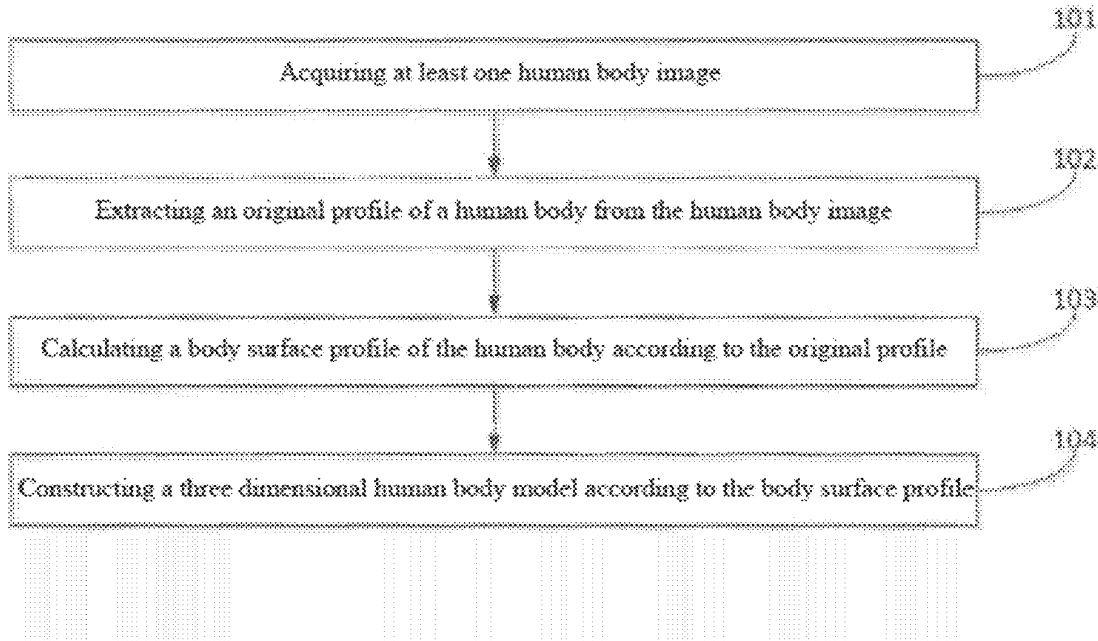 101
Acquiring at least one human body image
102
Extracting an original profile of a human body from the human body image
103
Calculating a body surface profile of the human body according to the original profile
104
Constructing a three dimensional human body model according to the body surface profile